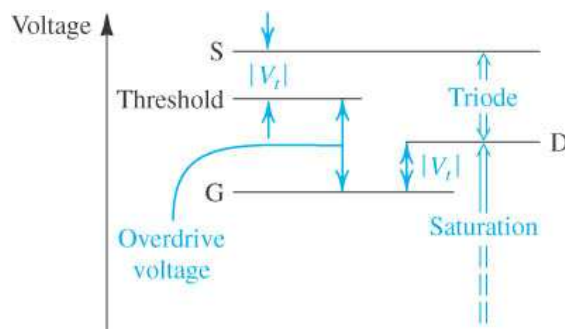 Voltage
S
|V_t|
Threshold
Triode
D
|V_t|
G
Overdrive
voltage
Saturation